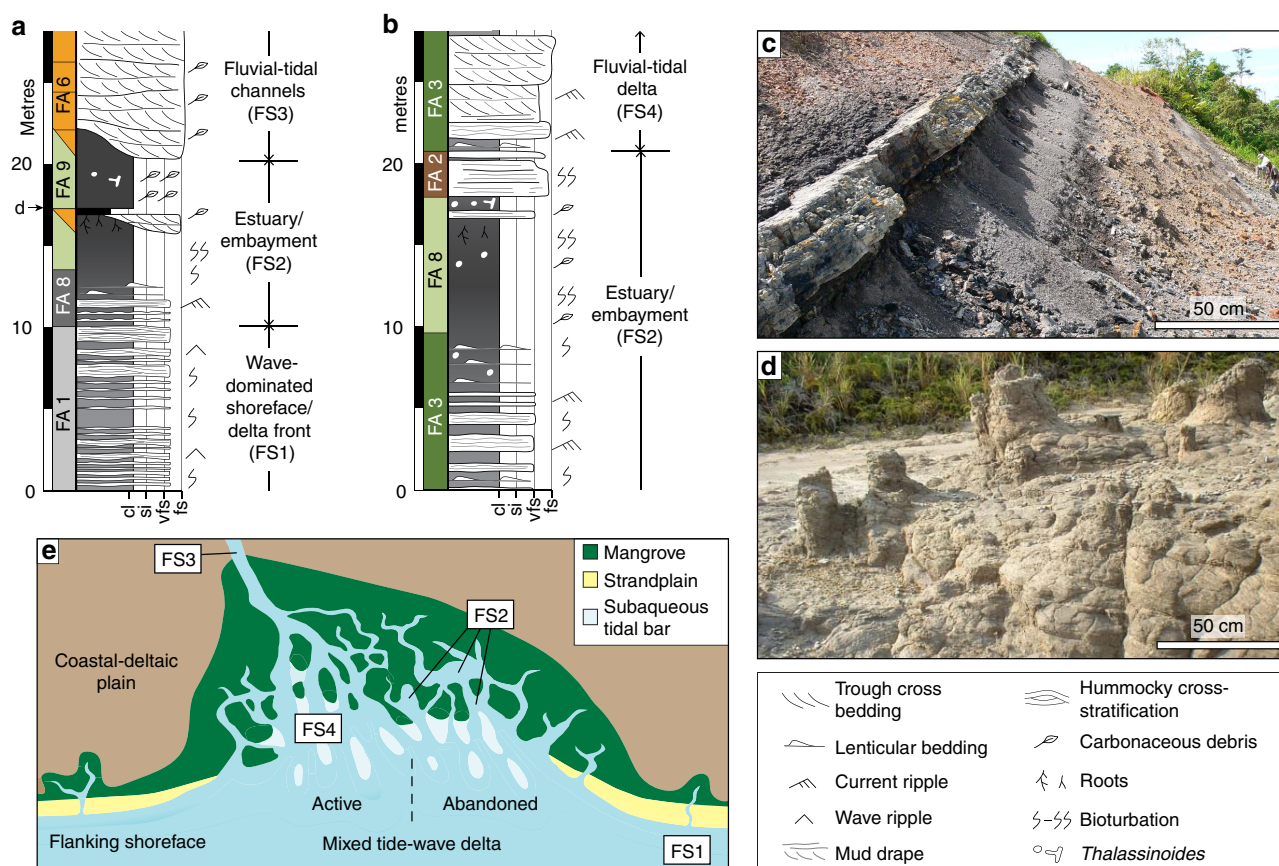 a
Metres
20
d
10
0
FA 6
FA 9
FA 8
FA 1
cl
si
vfs
fs
Fluvial-tidal
channels
(FS3)
Estuary/
embayment
(FS2)
Wave-
dominated
shoreface/
delta front
(FS1)
b
metres
20
10
0
FA 3
FA 2
FA 8
FA 3
cl
si
vfs
fs
Fluvial-tidal
delta
(FS4)
Estuary/
embayment
(FS2)
c
50 cm
d
50 cm
e
FS3
Mangrove
Strandplain
Subaqueous
tidal bar
FS2
Coastal-deltaic
plain
FS4
Active
Abandoned
Flanking shoreface
Mixed tide-wave delta
FS1
Trough cross
bedding
Lenticular bedding
Current ripple
Wave ripple
Mud drape
Hummocky cross-
stratification
Carbonaceous debris
Roots
Bioturbation
Thalassinoides